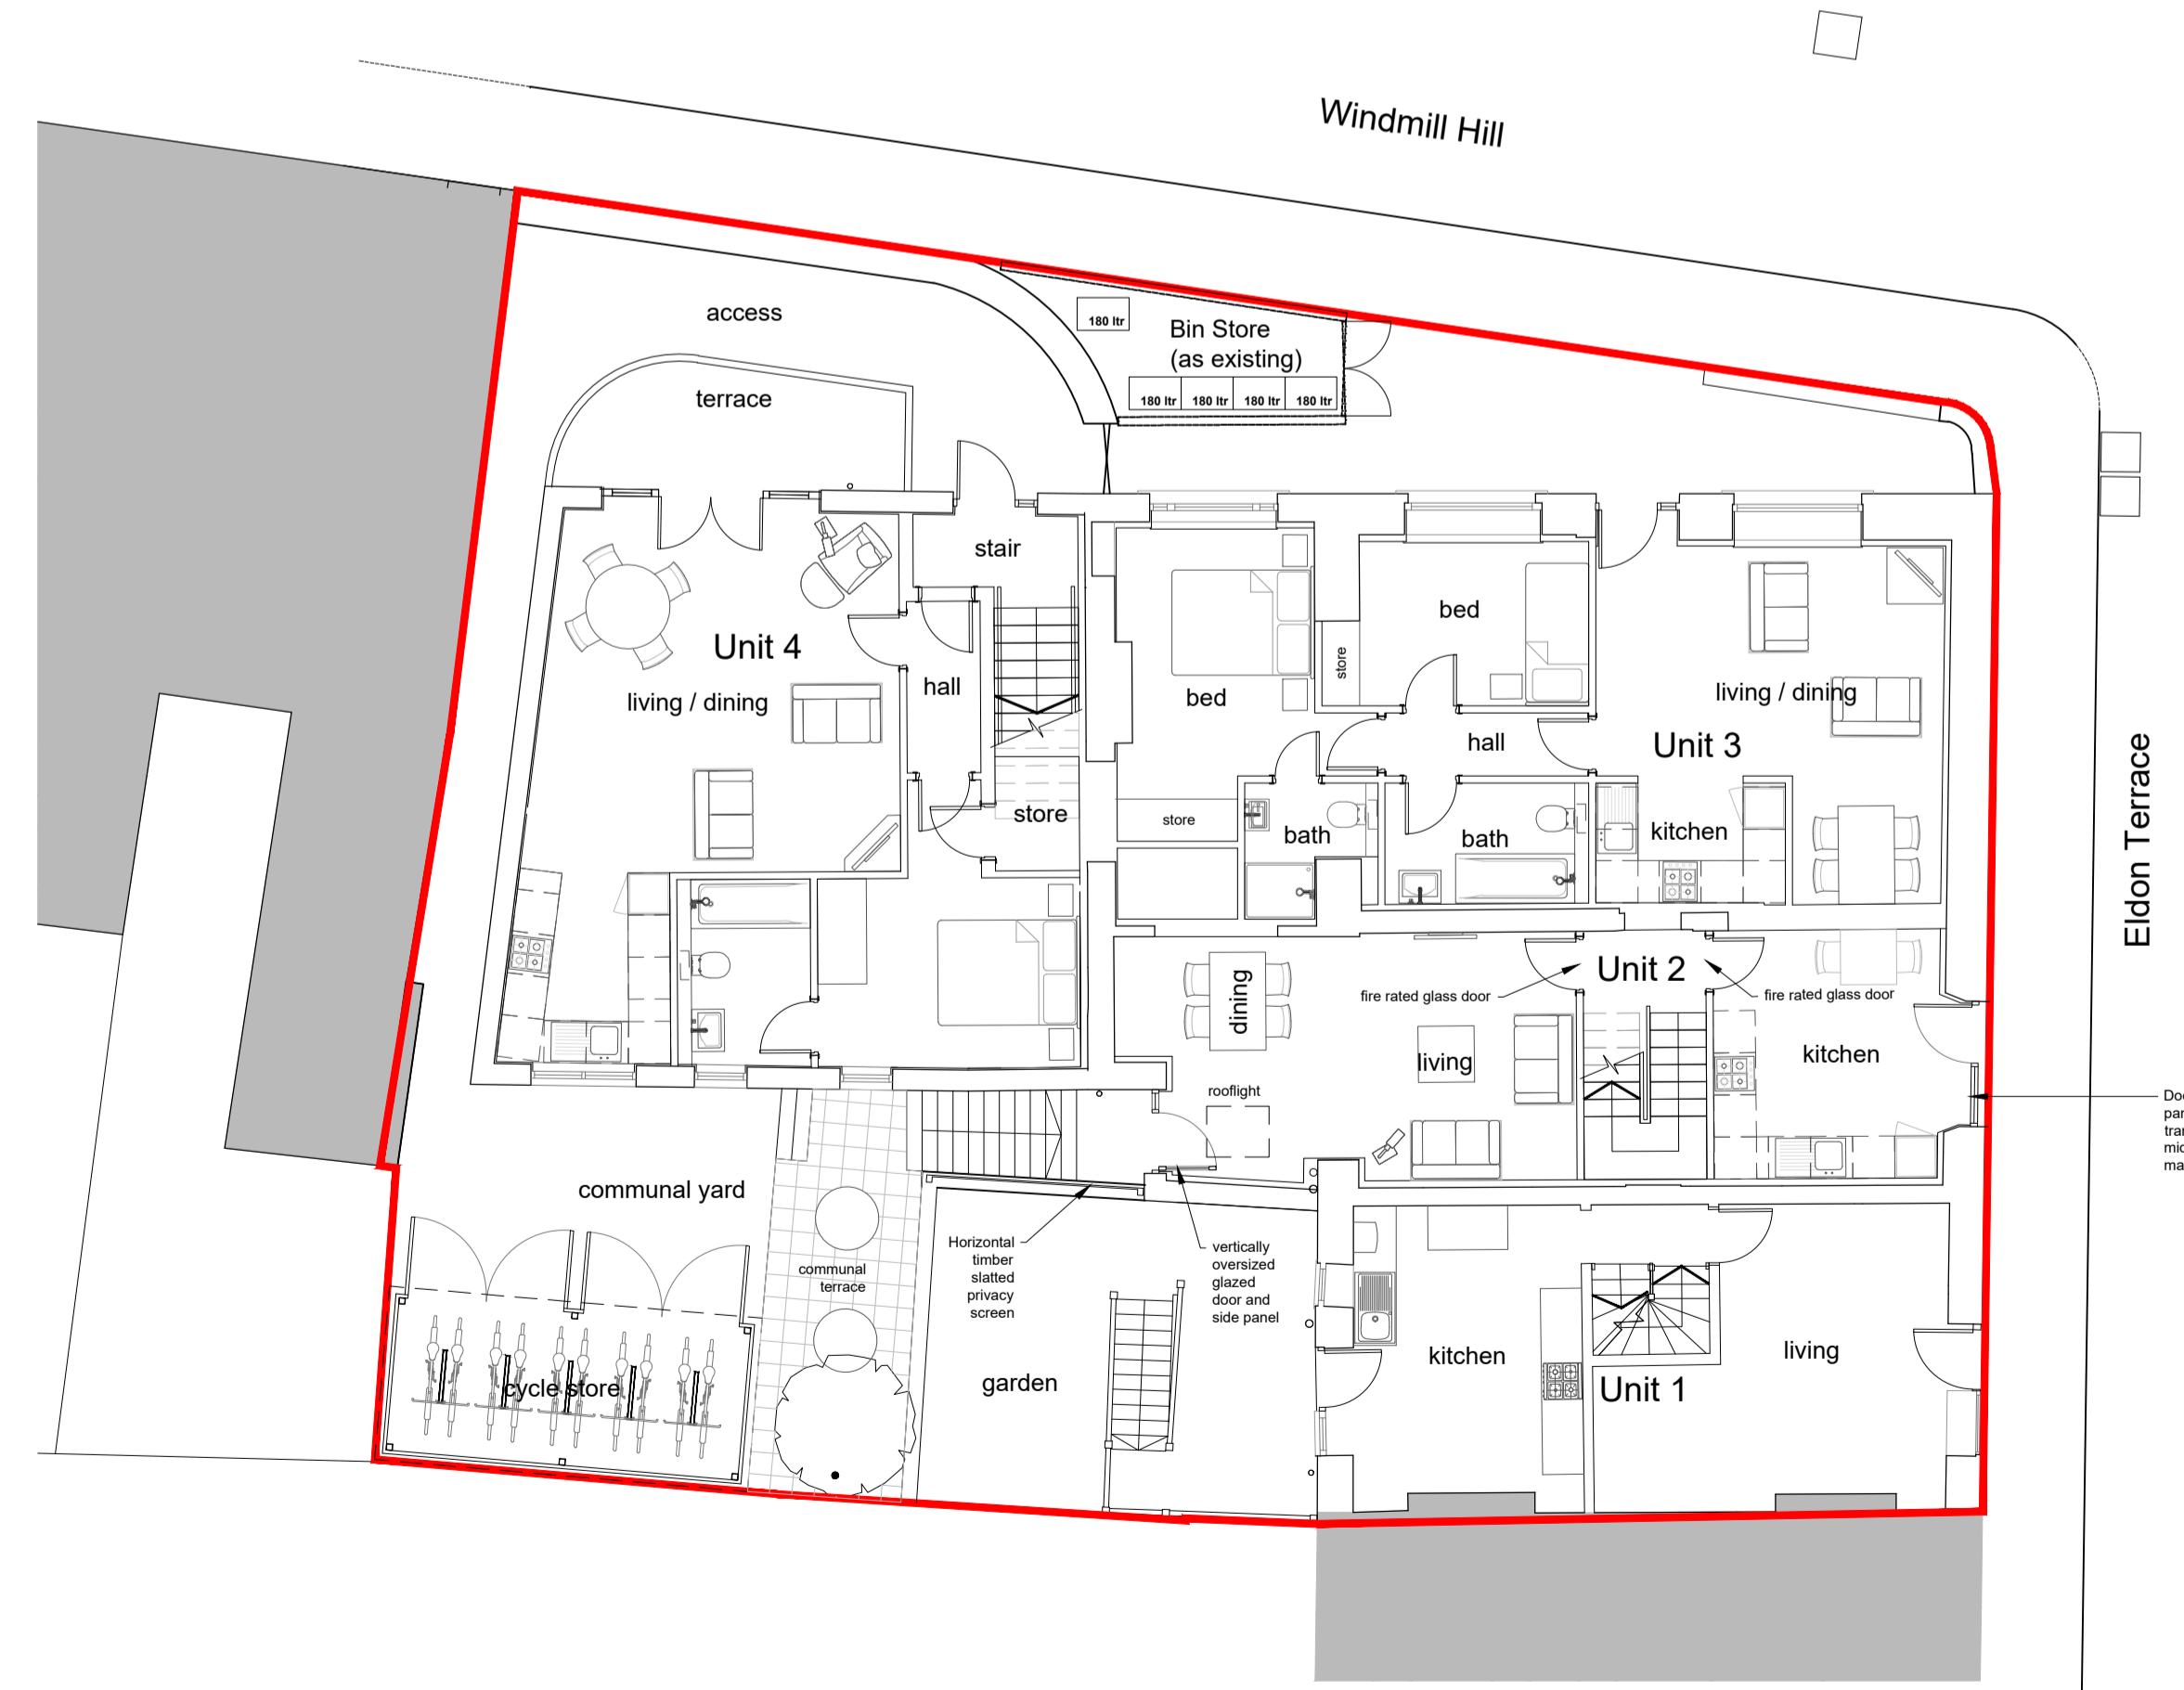 Windmill Hill
access
180 ltr
Bin Store
(as existing)
180 ltr
180 ltr
180 ltr
180 ltr
terrace
stair
Unit 4
living / dining
hall
store
bed
store
bed
store
hall
bath
bath
Unit 3
living / dining
kitchen
Eldon Terrace
dining
living
rooflight
fire rated glass door
Unit 2
fire rated glass door
kitchen
communal yard
communal
terrace
cycle store
Horizontal
timber
slatted
privacy
screen
vertically
oversized
glazed
door and
side panel
garden
kitchen
Unit 1
living